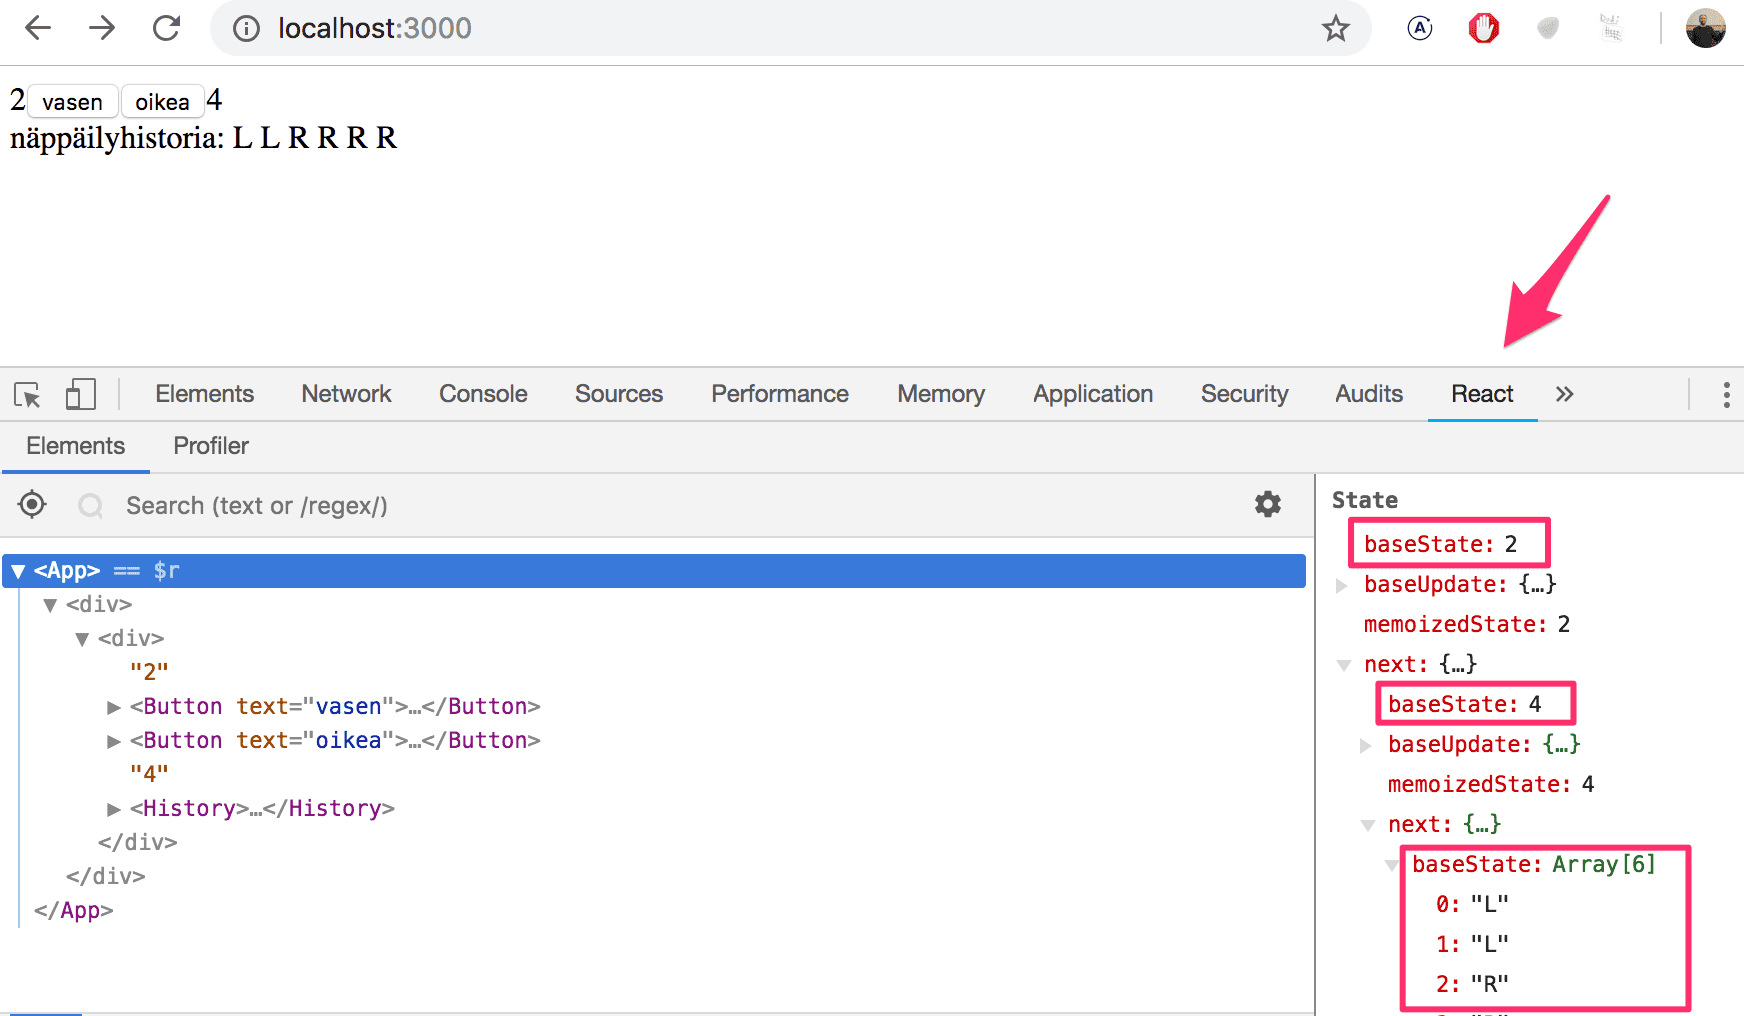 localhost:3000
2 vasen oikea 4
näppäilyhistoria: L L R R R R
Elements Network Console Sources Performance Memory Application Security Audits React »
Elements Profiler
Search (text or /regex/)
▼ <App> == $r
▼ <div>
▼ <div>
"2"
▶ <Button text="vasen">…</Button>
▶ <Button text="oikea">…</Button>
"4"
▶ <History>…</History>
</div>
</div>
</App>
State
baseState: 2
baseUpdate: {…}
memoizedState: 2
next: {…}
baseState: 4
baseUpdate: {…}
memoizedState: 4
next: {…}
baseState: Array[6]
0: "L"
1: "L"
2: "R"